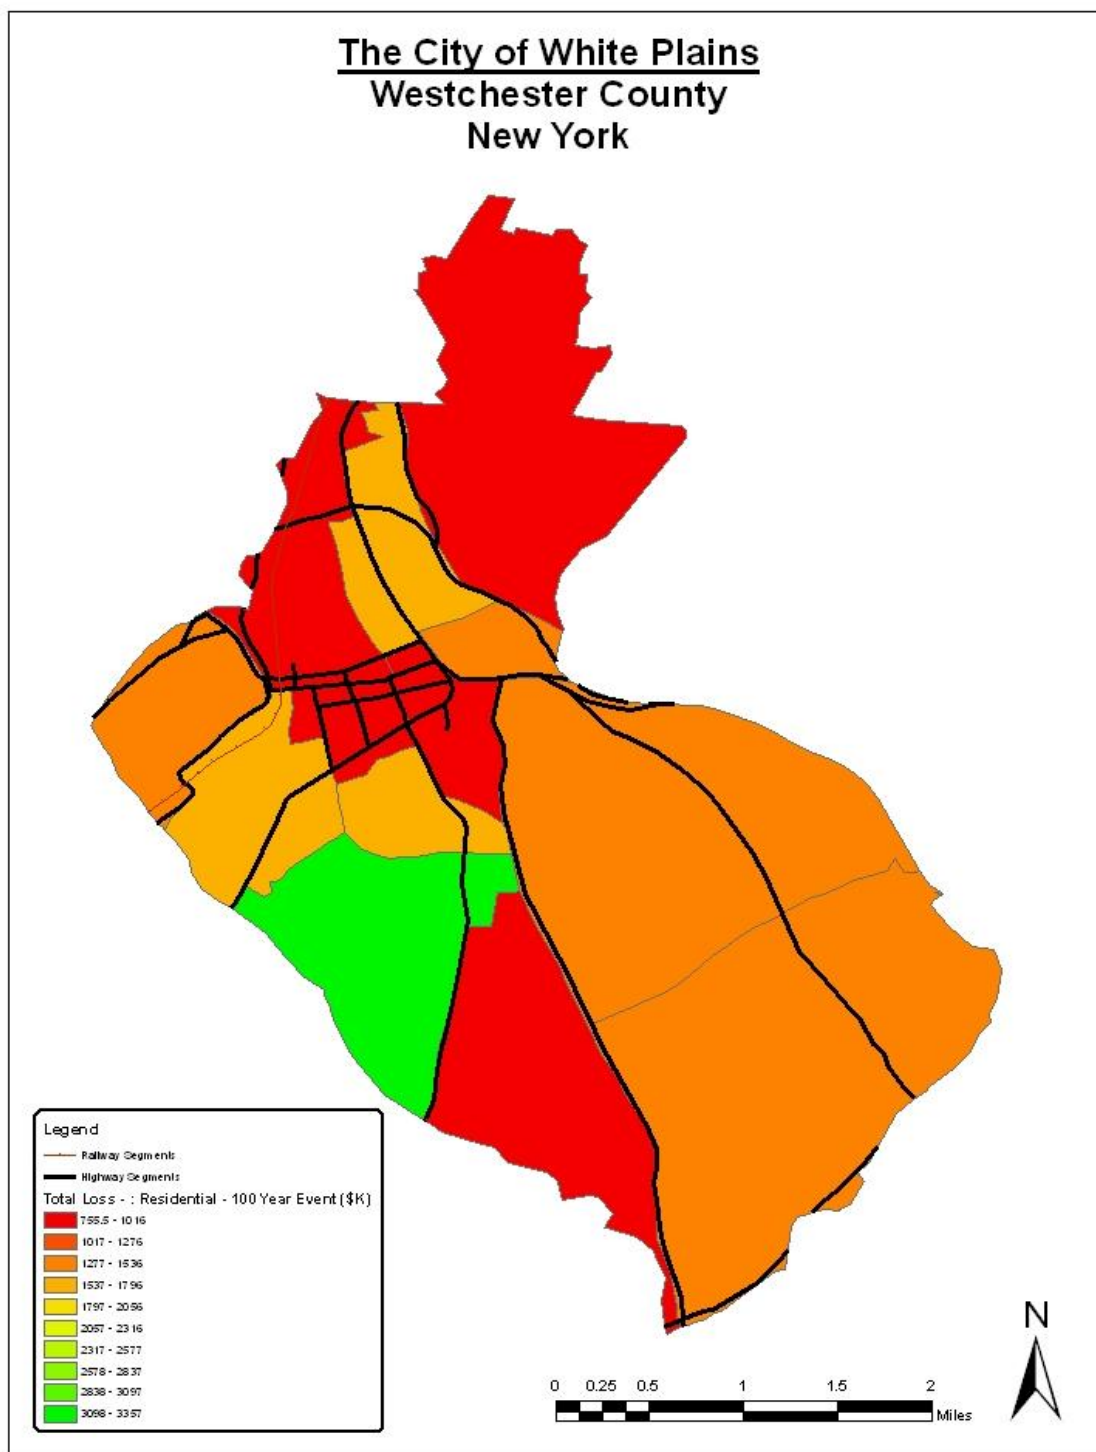 The City of White Plains
Westchester County
New York
Legend
Railway Segments
Highway Segments
Total Loss - : Residential - 100 Year Event ($K)
755.5 - 1016
1017 - 1276
1277 - 1536
1537 - 1796
1797 - 2056
2057 - 2316
2317 - 2577
2578 - 2837
2838 - 3097
3098 - 3357
0 0.25 0.5 1 1.5 2
Miles
N